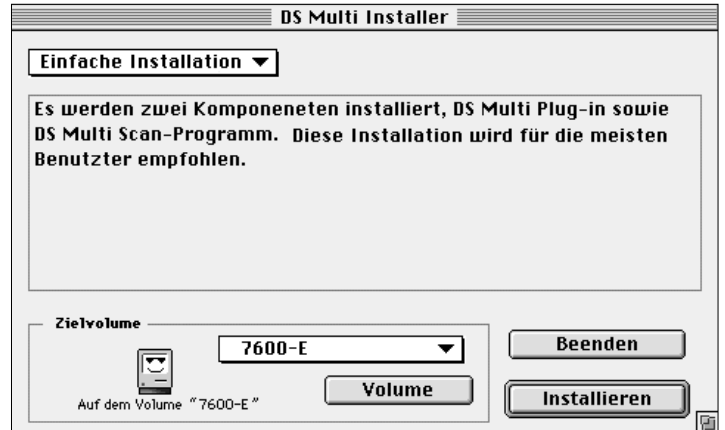 DS Multi Installer
Einfache Installation
Es werden zwei Komponeneten installiert, DS Multi Plug-in sowie
DS Multi Scan-Programm. Diese Installation wird für die meisten
Benutzter empfohlen.
Zielvolume
7600-E
Beenden
Volume
Auf dem Volume "7600-E"
Installieren